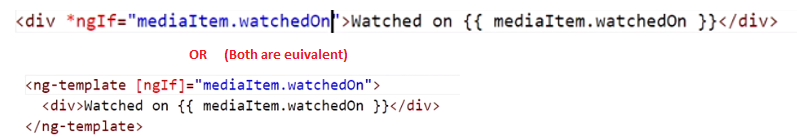 <div *ngIf="mediaItem.watchedOn">Watched on {{ mediaItem.watchedOn }}</div>
OR (Both are euivalent)
<ng-template [ngIf]="mediaItem.watchedOn">
<div>Watched on {{ mediaItem.watchedOn }}</div>
</ng-template>